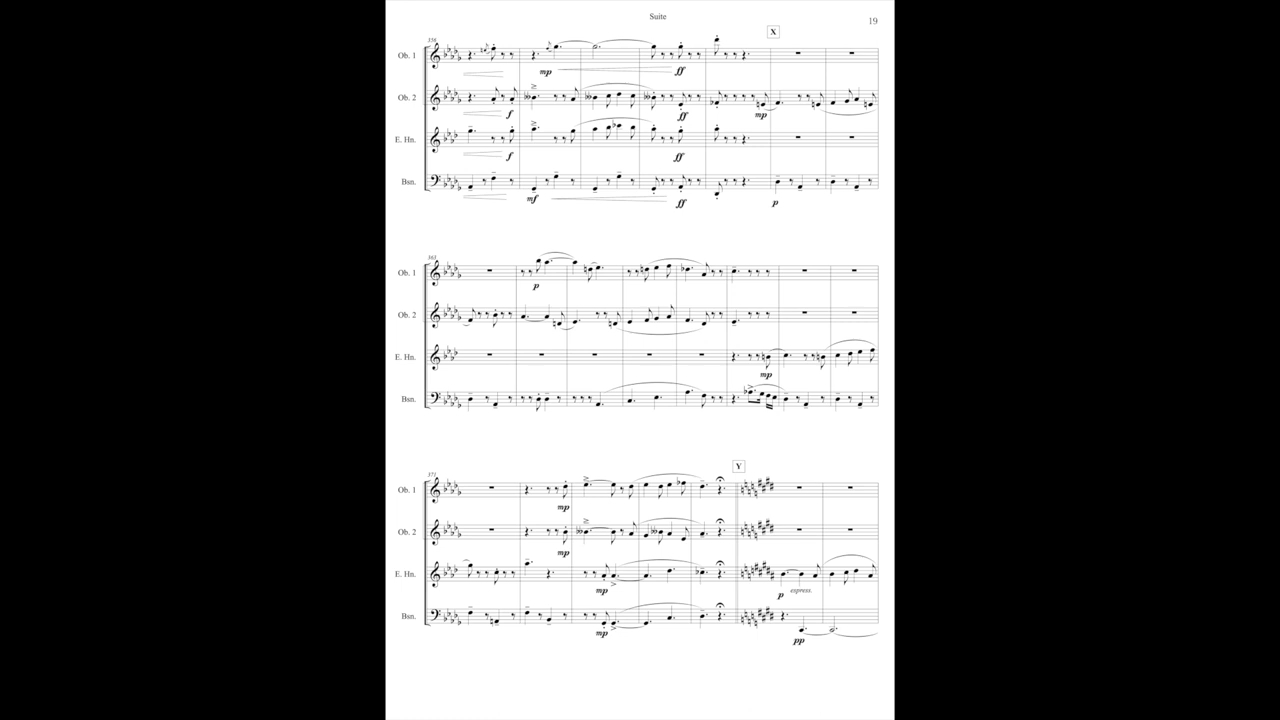 Suite
19
X
356
Ob. 1
mp
ff
Ob. 2
f
ff
mp
E. Hn.
f
ff
Bsn.
mf
ff
p
363
Ob. 1
p
Ob. 2
E. Hn.
mp
Bsn.
Y
371
Ob. 1
mp
Ob. 2
mp
E. Hn.
mp
p
espress.
Bsn.
mp
pp